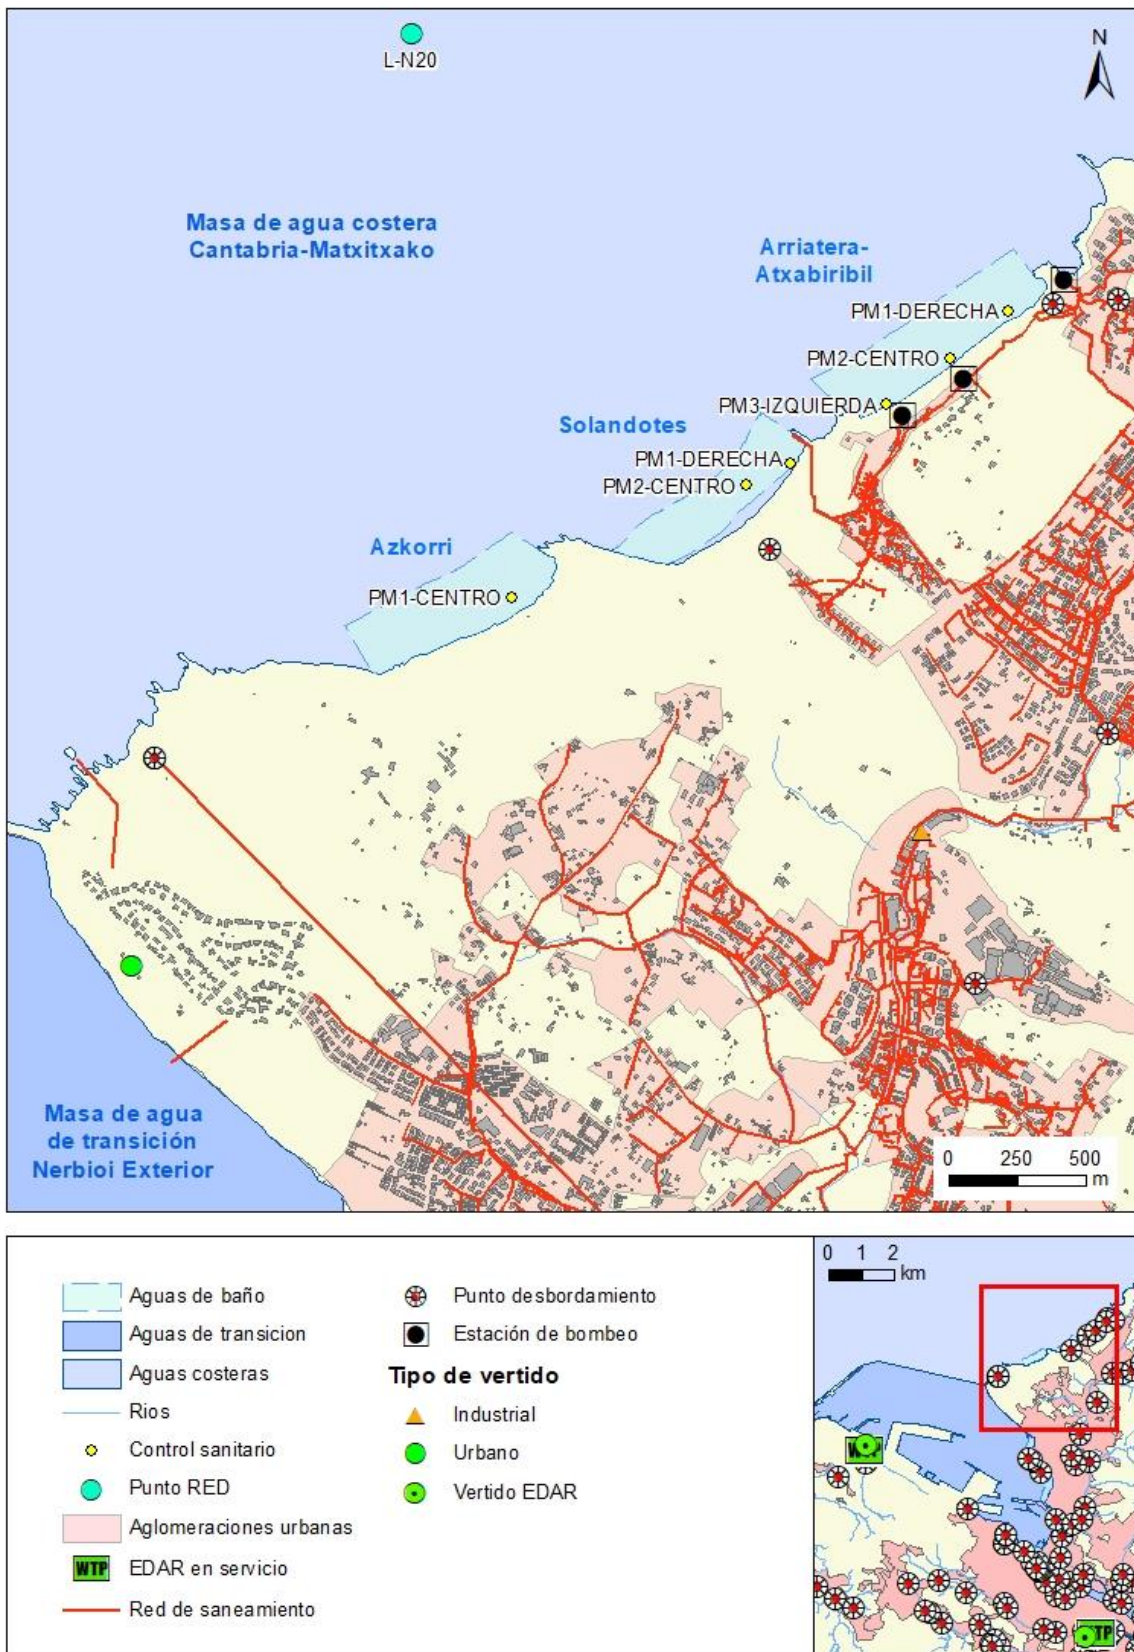 L-N20
N
Masa de agua costera
Cantabria-Matxitxako
Arriatera-
Atxabiribil
PM1-DERECHA
PM2-CENTRO
PM3-IZQUIERDA
Solandotes
PM1-DERECHA
PM2-CENTRO
Azkorri
PM1-CENTRO
Masa de agua
de transición
Nerbioi Exterior
0 250 500
m
Aguas de baño
Aguas de transicion
Aguas costeras
Rios
Control sanitario
Punto RED
Aglomeraciones urbanas
WTP EDAR en servicio
Red de saneamiento
Punto desbordamiento
Estación de bombeo
Tipo de vertido
Industrial
Urbano
Vertido EDAR
0 1 2
km